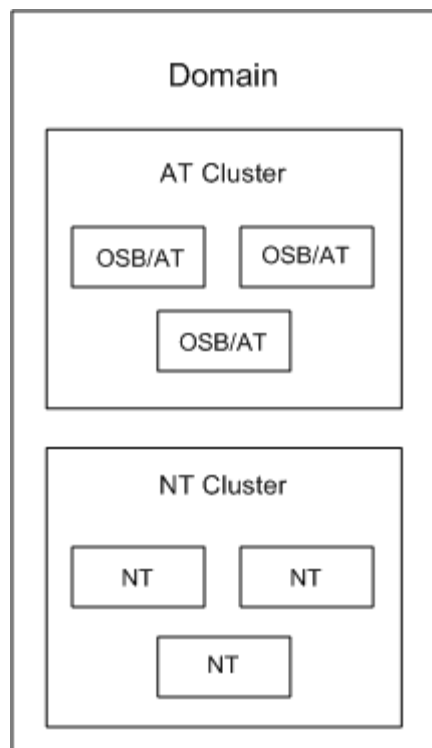 Domain
AT Cluster
OSB/AT
OSB/AT
OSB/AT
NT Cluster
NT
NT
NT